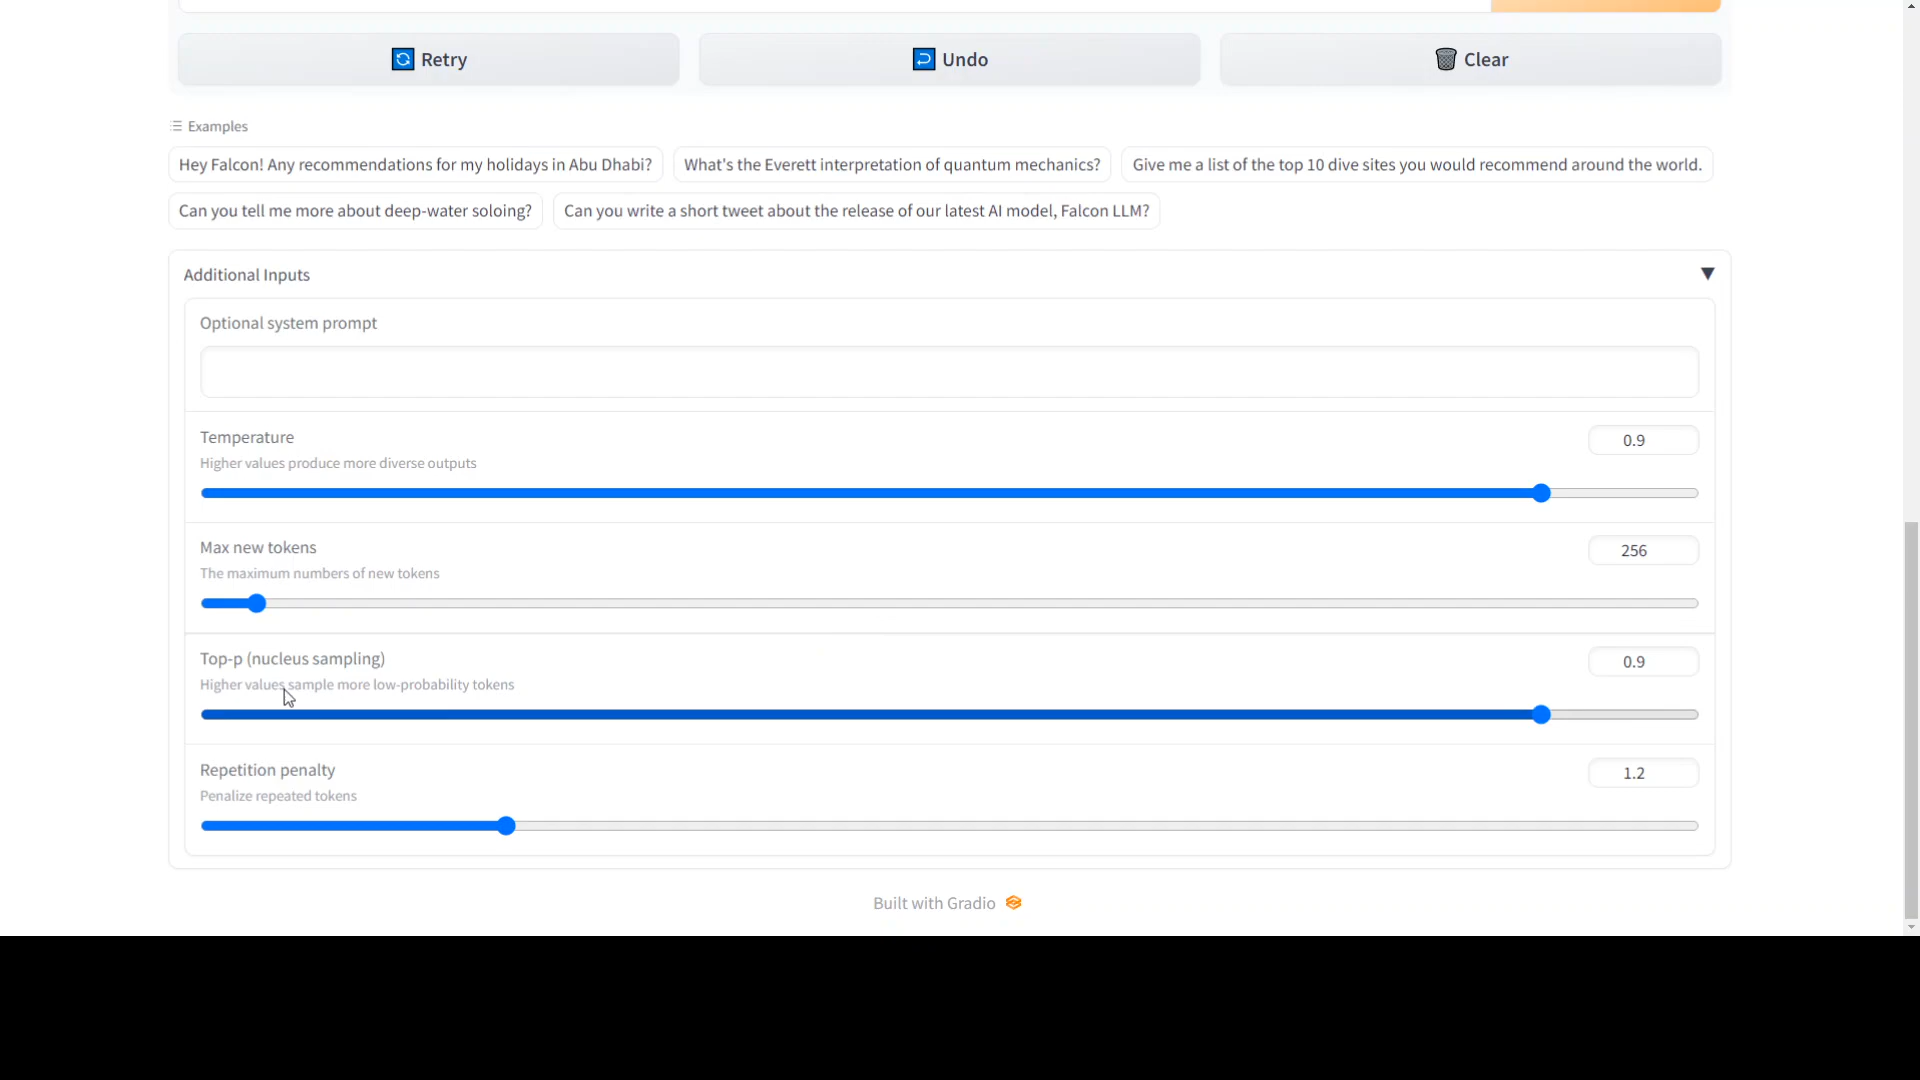 Retry
Undo
Clear
Examples
Hey Falcon! Any recommendations for my holidays in Abu Dhabi?
What's the Everett interpretation of quantum mechanics?
Give me a list of the top 10 dive sites you would recommend around the world.
Can you tell me more about deep-water soloing?
Can you write a short tweet about the release of our latest AI model, Falcon LLM?
Additional Inputs
Optional system prompt
Temperature
0.9
Higher values produce more diverse outputs
Max new tokens
256
The maximum numbers of new tokens
Top-p (nucleus sampling)
0.9
Higher values sample more low-probability tokens
Repetition penalty
1.2
Penalize repeated tokens
Built with Gradio